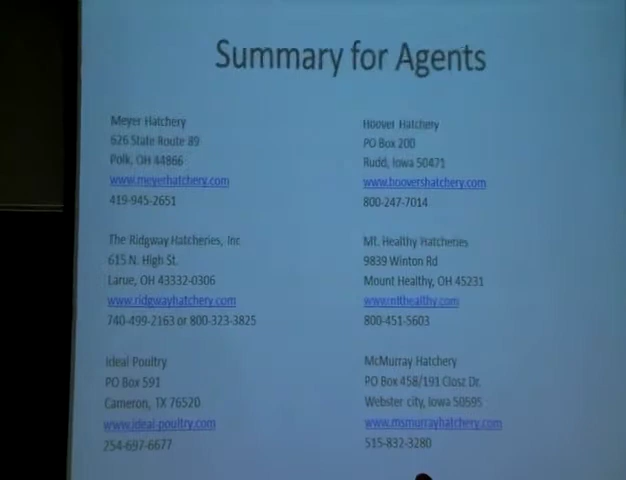 Summary for Agents
Meyer Hatchery
626 State Route 89
Polk, OH 44866
www.meyerhatchery.com
419-945-2651
Hoover Hatchery
PO Box 200
Rudd, Iowa 50471
www.hoovershatchery.com
800-247-7014
The Ridgway Hatcheries, Inc
615 N. High St.
Larue, OH 43332-0306
www.ridgwayhatchery.com
740-499-2163 or 800-323-3825
Mt. Healthy Hatcheries
9839 Winton Rd
Mount Healthy, OH 45231
www.mthealthy.com
800-451-5603
Ideal Poultry
PO Box 591
Cameron, TX 76520
www.ideal-poultry.com
254-697-6677
McMurray Hatchery
PO Box 458/191 Closz Dr.
Webster city, Iowa 50595
www.msmurrayhatchery.com
515-832-3280